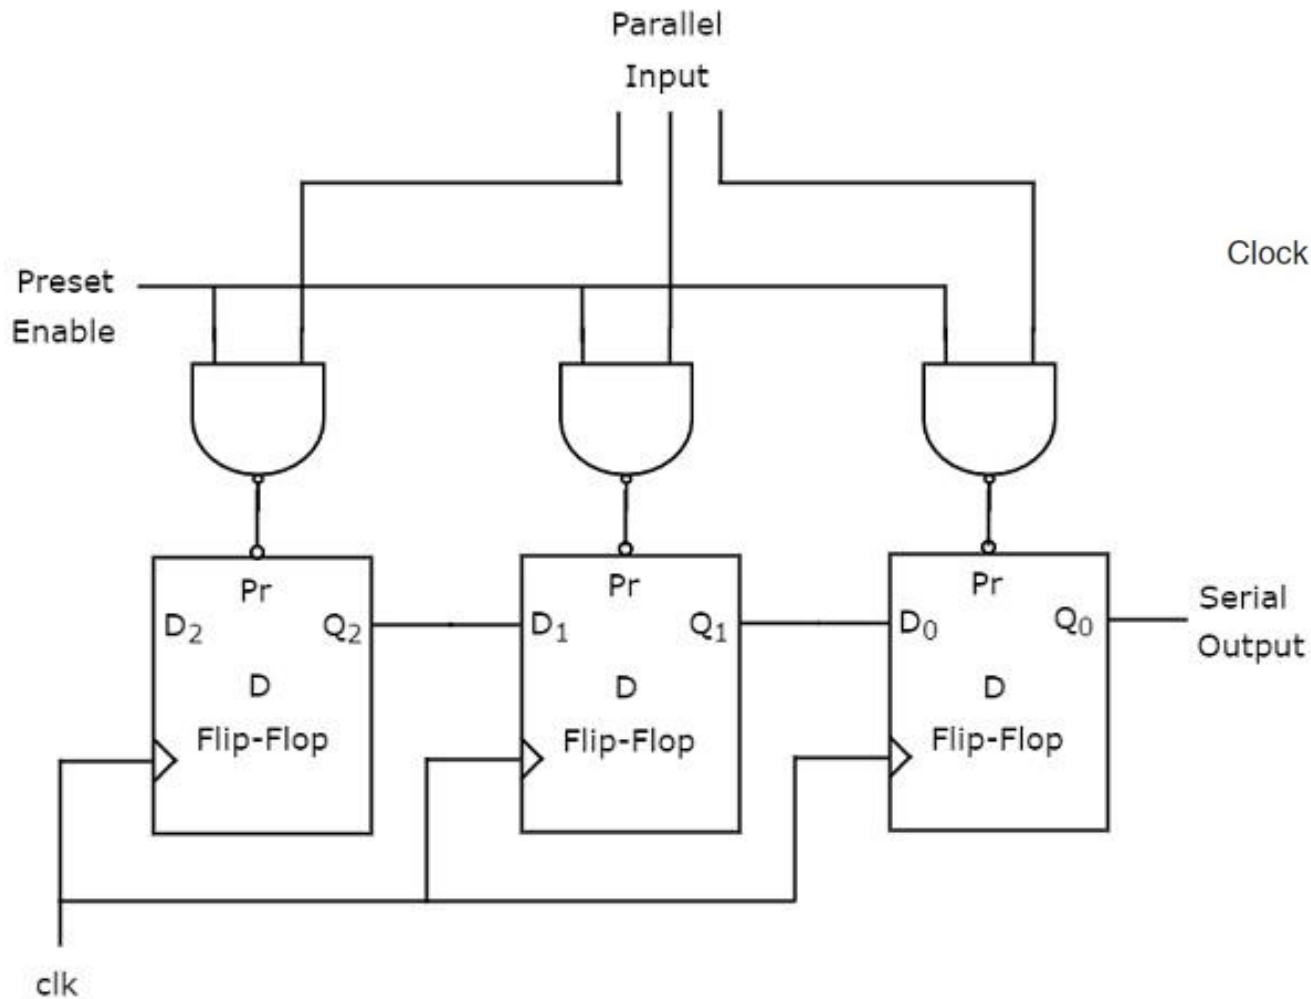 Parallel
Input
Clock
Preset
Enable
Pr
Pr
Pr
D₂
Q₂
D₁
Q₁
D₀
Q₀
Serial
Output
D
Flip-Flop
D
Flip-Flop
D
Flip-Flop
clk